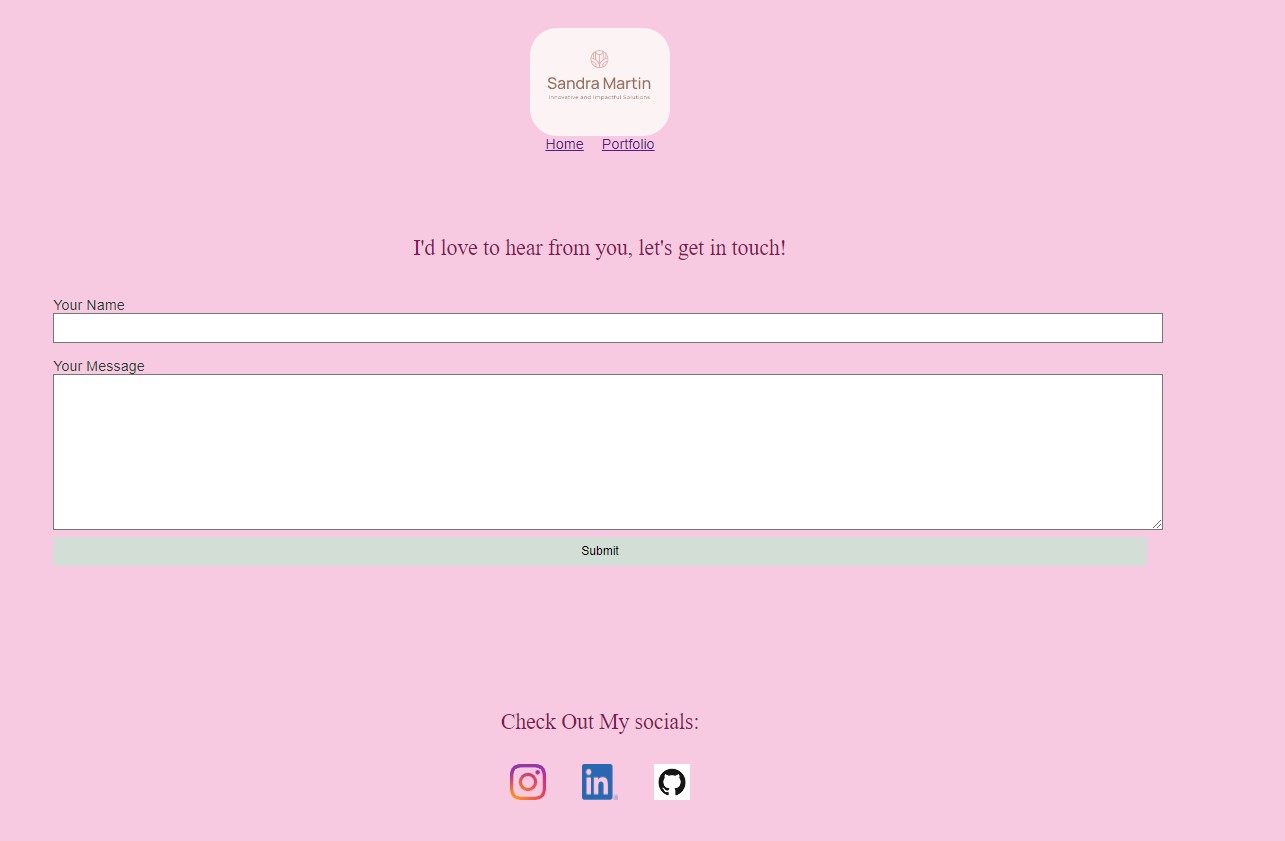 Sandra Martin
Innovative and Impactful Solutions
Home Portfolio
I'd love to hear from you, let's get in touch!
Your Name
Your Message
Submit
Check Out My socials:
in